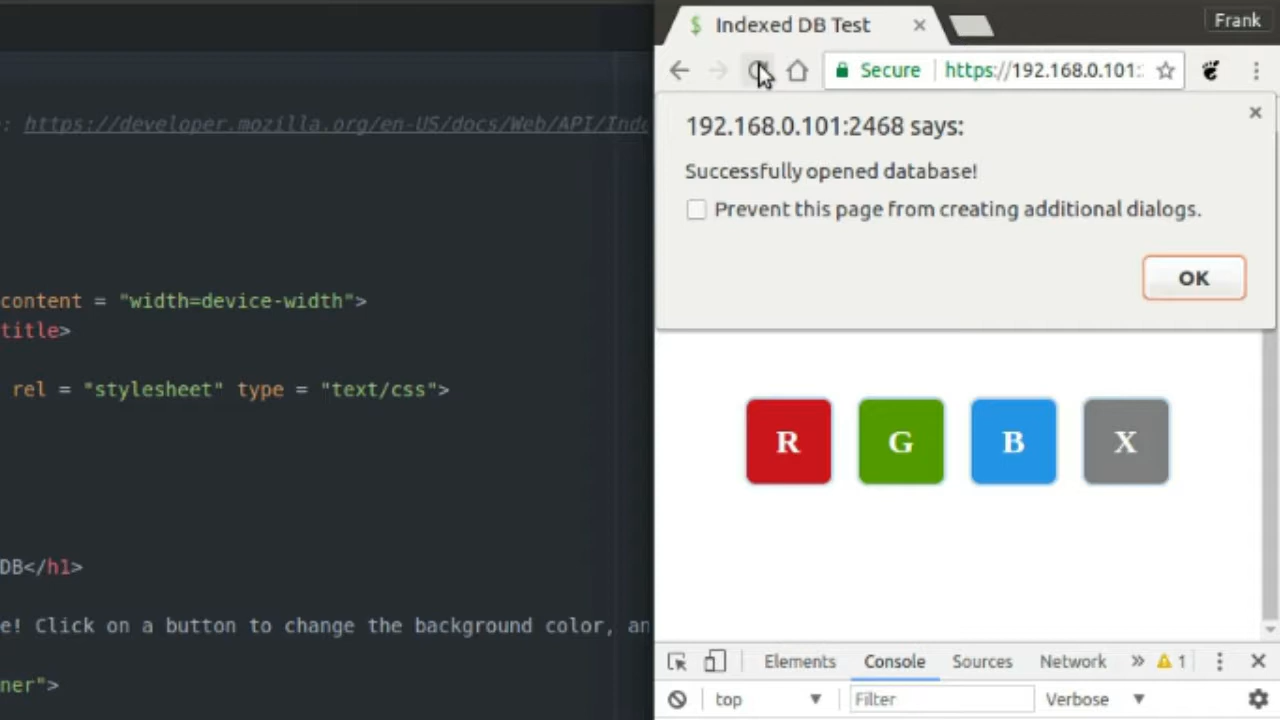 : https://developer.mozilla.org/en-US/docs/Web/API/Inde
content = "width=device-width">
title>
rel = "stylesheet" type = "text/css">
DB</h1>
e! Click on a button to change the background color, an
ner">
$ Indexed DB Test
Frank
Secure https://192.168.0.101:
192.168.0.101:2468 says:
Successfully opened database!
Prevent this page from creating additional dialogs.
OK
R G B X
Elements Console Sources Network » 1
top Filter Verbose